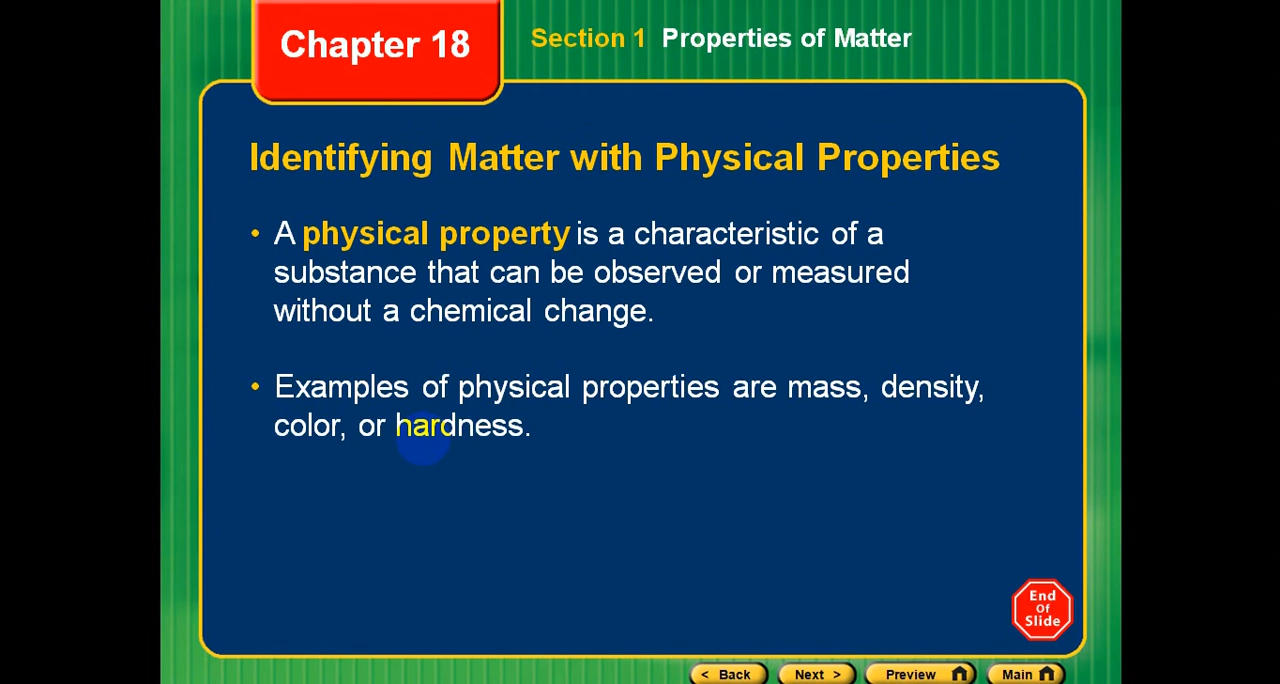 Chapter 18
Section 1 Properties of Matter
Identifying Matter with Physical Properties
• A physical property is a characteristic of a
substance that can be observed or measured
without a chemical change.
• Examples of physical properties are mass, density,
color, or hardness.
End
Of
Slide
< Back Next > Preview Main